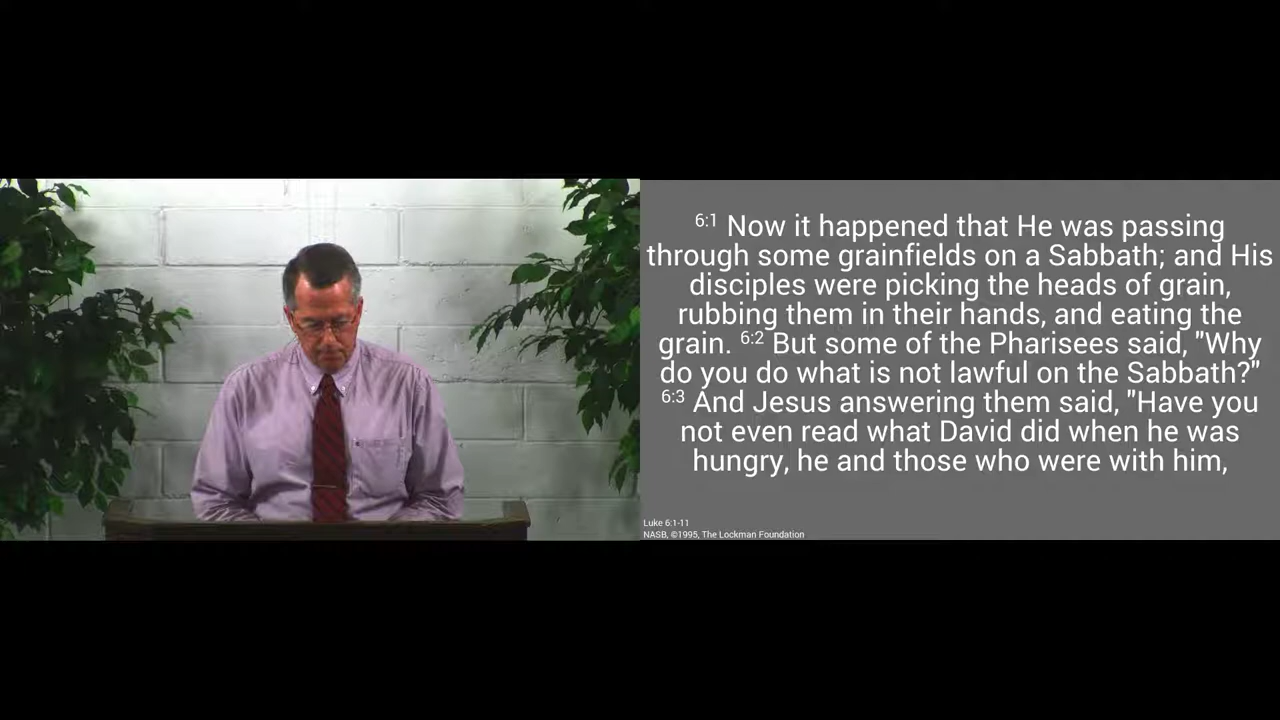 6:1 Now it happened that He was passing
through some grainfields on a Sabbath; and His
disciples were picking the heads of grain,
rubbing them in their hands, and eating the
grain. 6:2 But some of the Pharisees said, "Why
do you do what is not lawful on the Sabbath?"
6:3 And Jesus answering them said, "Have you
not even read what David did when he was
hungry, he and those who were with him,
Luke 6:1-11
NASB, ©1995, The Lockman Foundation